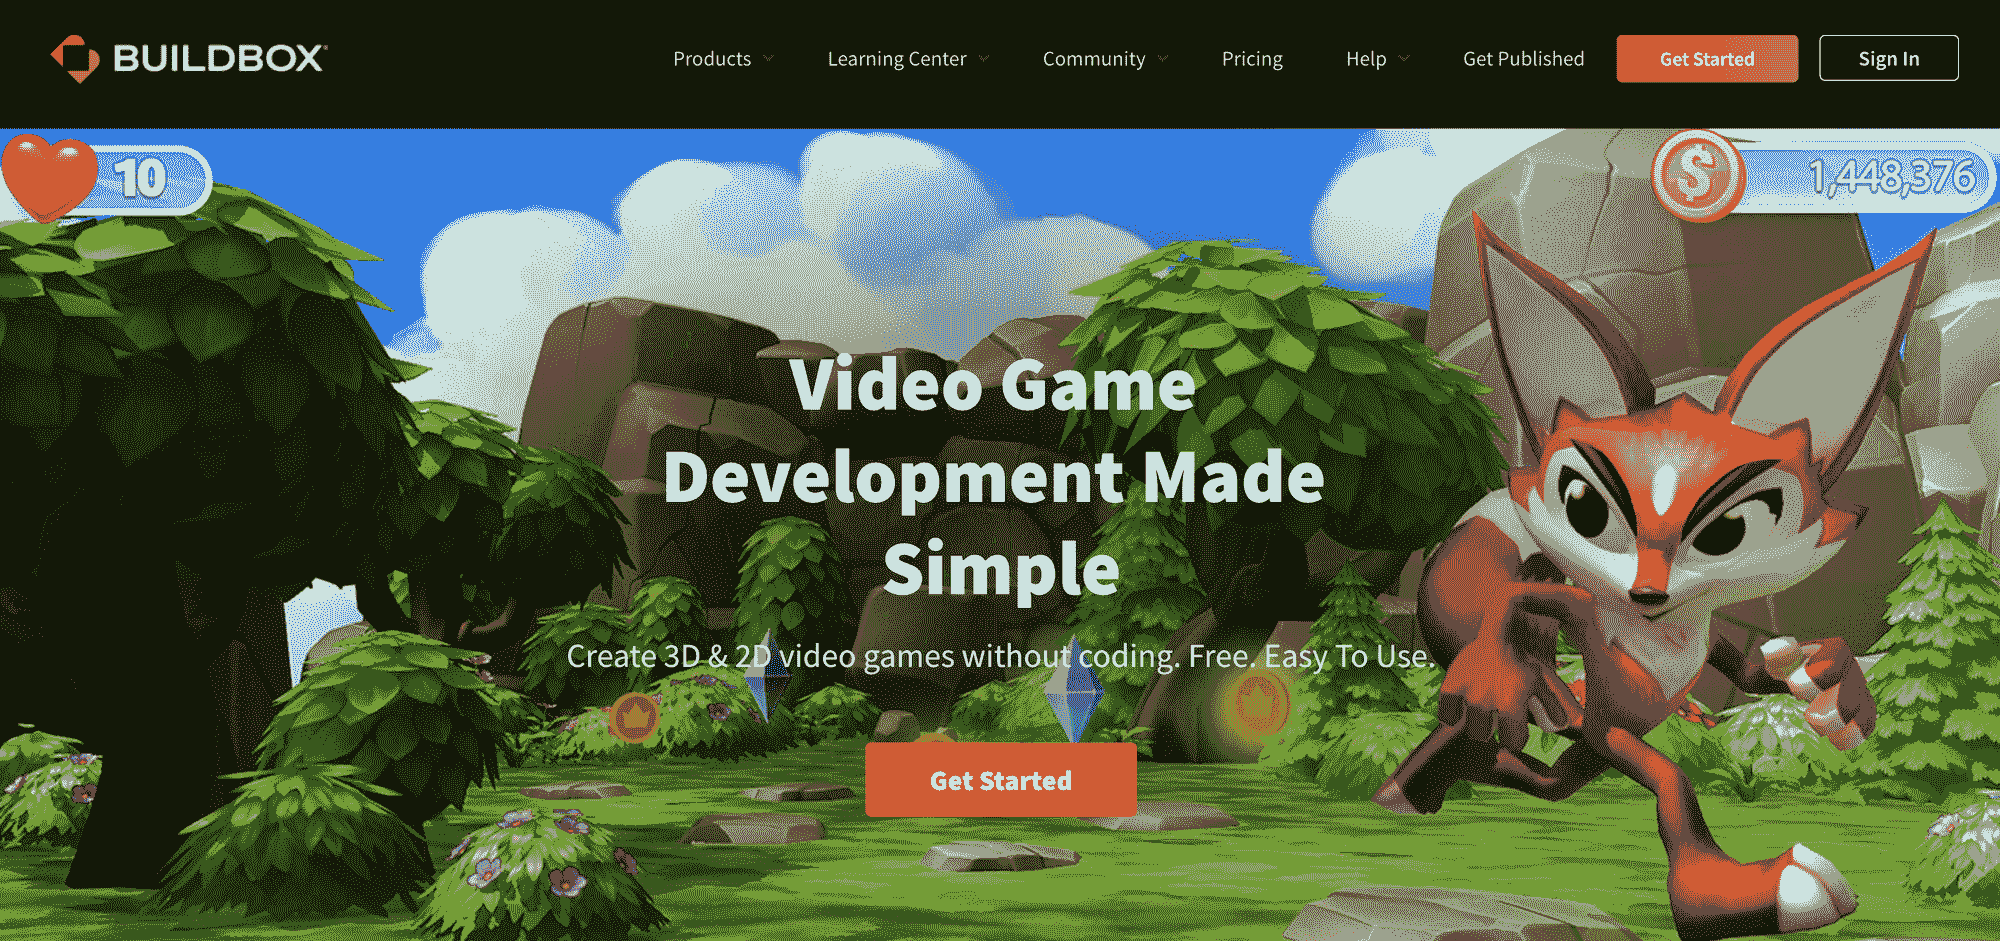 BUILDBOX
Products
Learning Center
Community
Pricing
Help
Get Published
Get Started
Sign In
10
1,448,376
Video Game
Development Made
Simple
Create 3D & 2D video games without coding. Free. Easy To Use.
Get Started